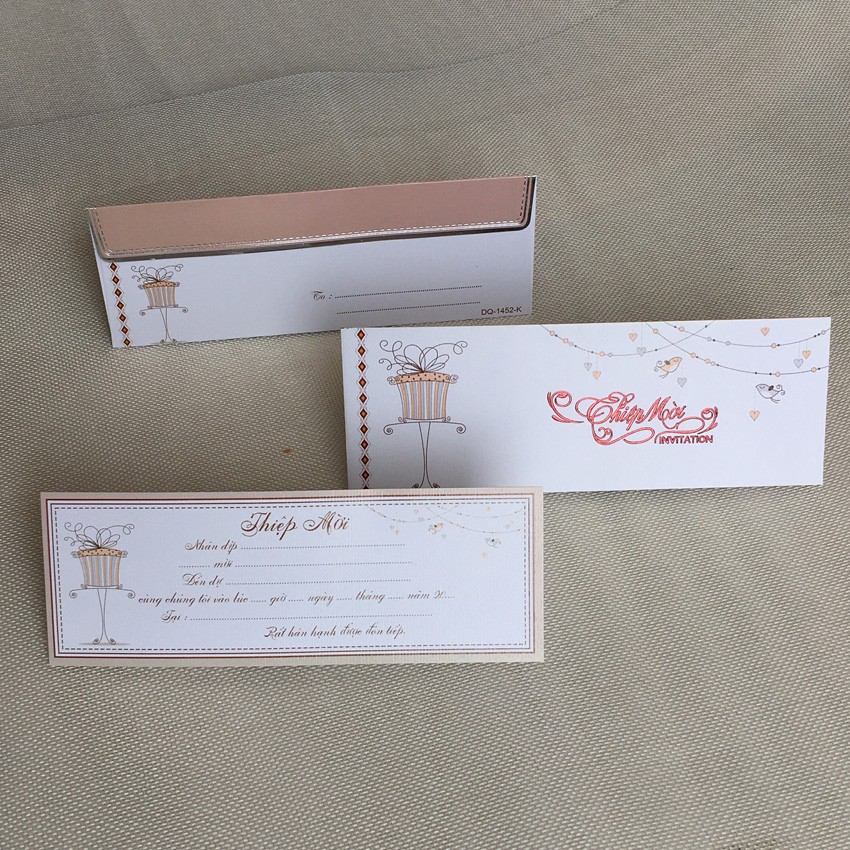 To : ....................
....................
DQ-1452-K
Thiệp Mời
INVITATION
Thiệp Mời
Nhân dịp ....................
.......... mời ....................
Đến dự ....................
cùng chúng tôi vào lúc ...... giờ ...... ngày ...... tháng ...... năm 20.....
Tại : ....................
Rất hân hạnh được đón tiếp.